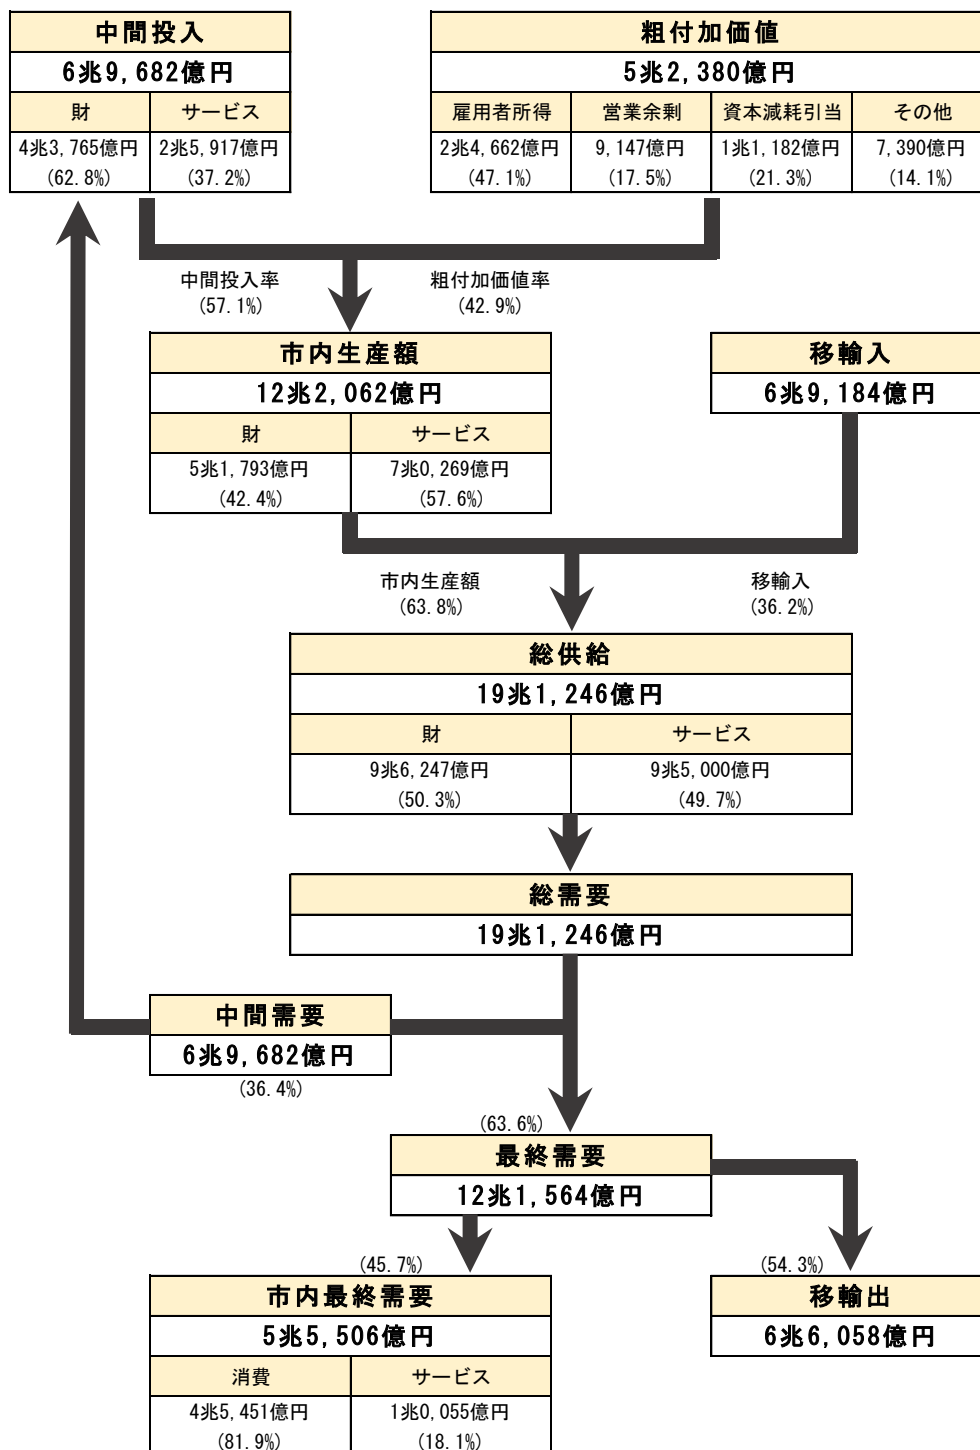 中間投入
6兆9,682億円
財 サービス
4兆3,765億円 2兆5,917億円
(62.8%) (37.2%)
粗付加価値
5兆2,380億円
雇用者所得 営業余剰 資本減耗引当 その他
2兆4,662億円 9,147億円 1兆1,182億円 7,390億円
(47.1%) (17.5%) (21.3%) (14.1%)
中間投入率
(57.1%)
粗付加価値率
(42.9%)
市内生産額
12兆2,062億円
財 サービス
5兆1,793億円 7兆0,269億円
(42.4%) (57.6%)
移輸入
6兆9,184億円
市内生産額
(63.8%)
移輸入
(36.2%)
総供給
19兆1,246億円
財 サービス
9兆6,247億円 9兆5,000億円
(50.3%) (49.7%)
総需要
19兆1,246億円
中間需要
6兆9,682億円
(36.4%)
(63.6%)
最終需要
12兆1,564億円
(45.7%)
市内最終需要
5兆5,506億円
消費 サービス
4兆5,451億円 1兆0,055億円
(81.9%) (18.1%)
(54.3%)
移輸出
6兆6,058億円